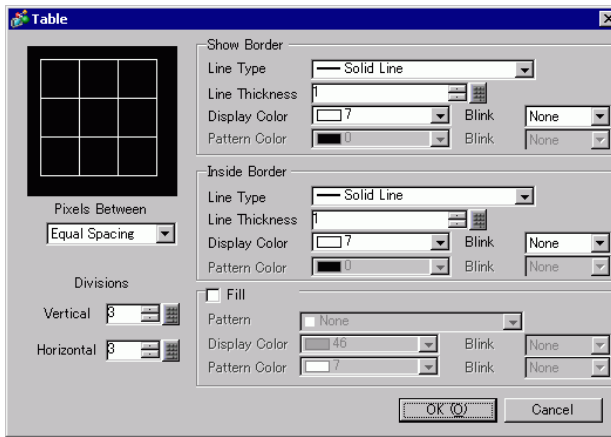 Table
Show Border
Line Type Solid Line
Line Thickness 1
Display Color 7 Blink None
Pattern Color 0 Blink None
Inside Border
Line Type Solid Line
Line Thickness 1
Display Color 7 Blink None
Pattern Color 0 Blink None
Pixels Between
Equal Spacing
Divisions
Vertical 3
Horizontal 3
Fill
Pattern None
Display Color 46 Blink None
Pattern Color 7 Blink None
OK (O) Cancel